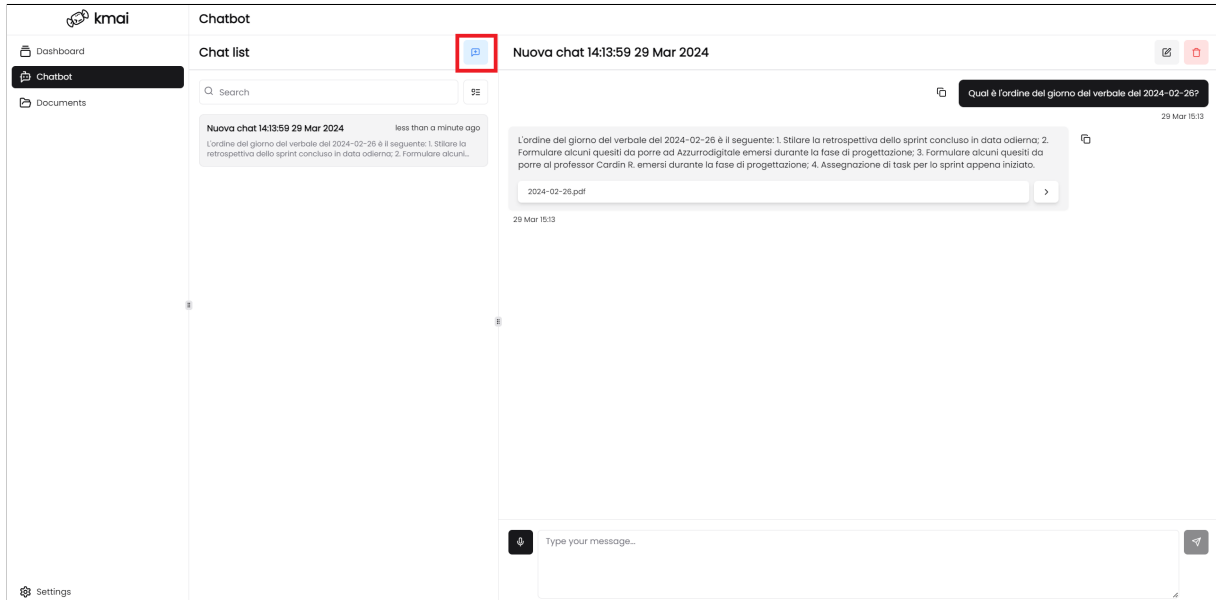 kmai
Chatbot
Dashboard
Chatbot
Documents
Settings
Chat list
Search
Nuova chat 14:13:59 29 Mar 2024
less than a minute ago
L'ordine del giorno del verbale del 2024-02-26 è il seguente: 1. Stilare la
retrospettiva dello sprint concluso in data odierna; 2. Formulare alcuni...
Nuova chat 14:13:59 29 Mar 2024
Qual è l'ordine del giorno del verbale del 2024-02-26?
29 Mar 15:13
L'ordine del giorno del verbale del 2024-02-26 è il seguente: 1. Stilare la retrospettiva dello sprint concluso in data odierna; 2.
Formulare alcuni quesiti da porre ad Azzurrodigitale emersi durante la fase di progettazione; 3. Formulare alcuni quesiti da
porre al professor Cardin R. emersi durante la fase di progettazione; 4. Assegnazione di task per lo sprint appena iniziato.
2024-02-26.pdf
29 Mar 15:13
Type your message...